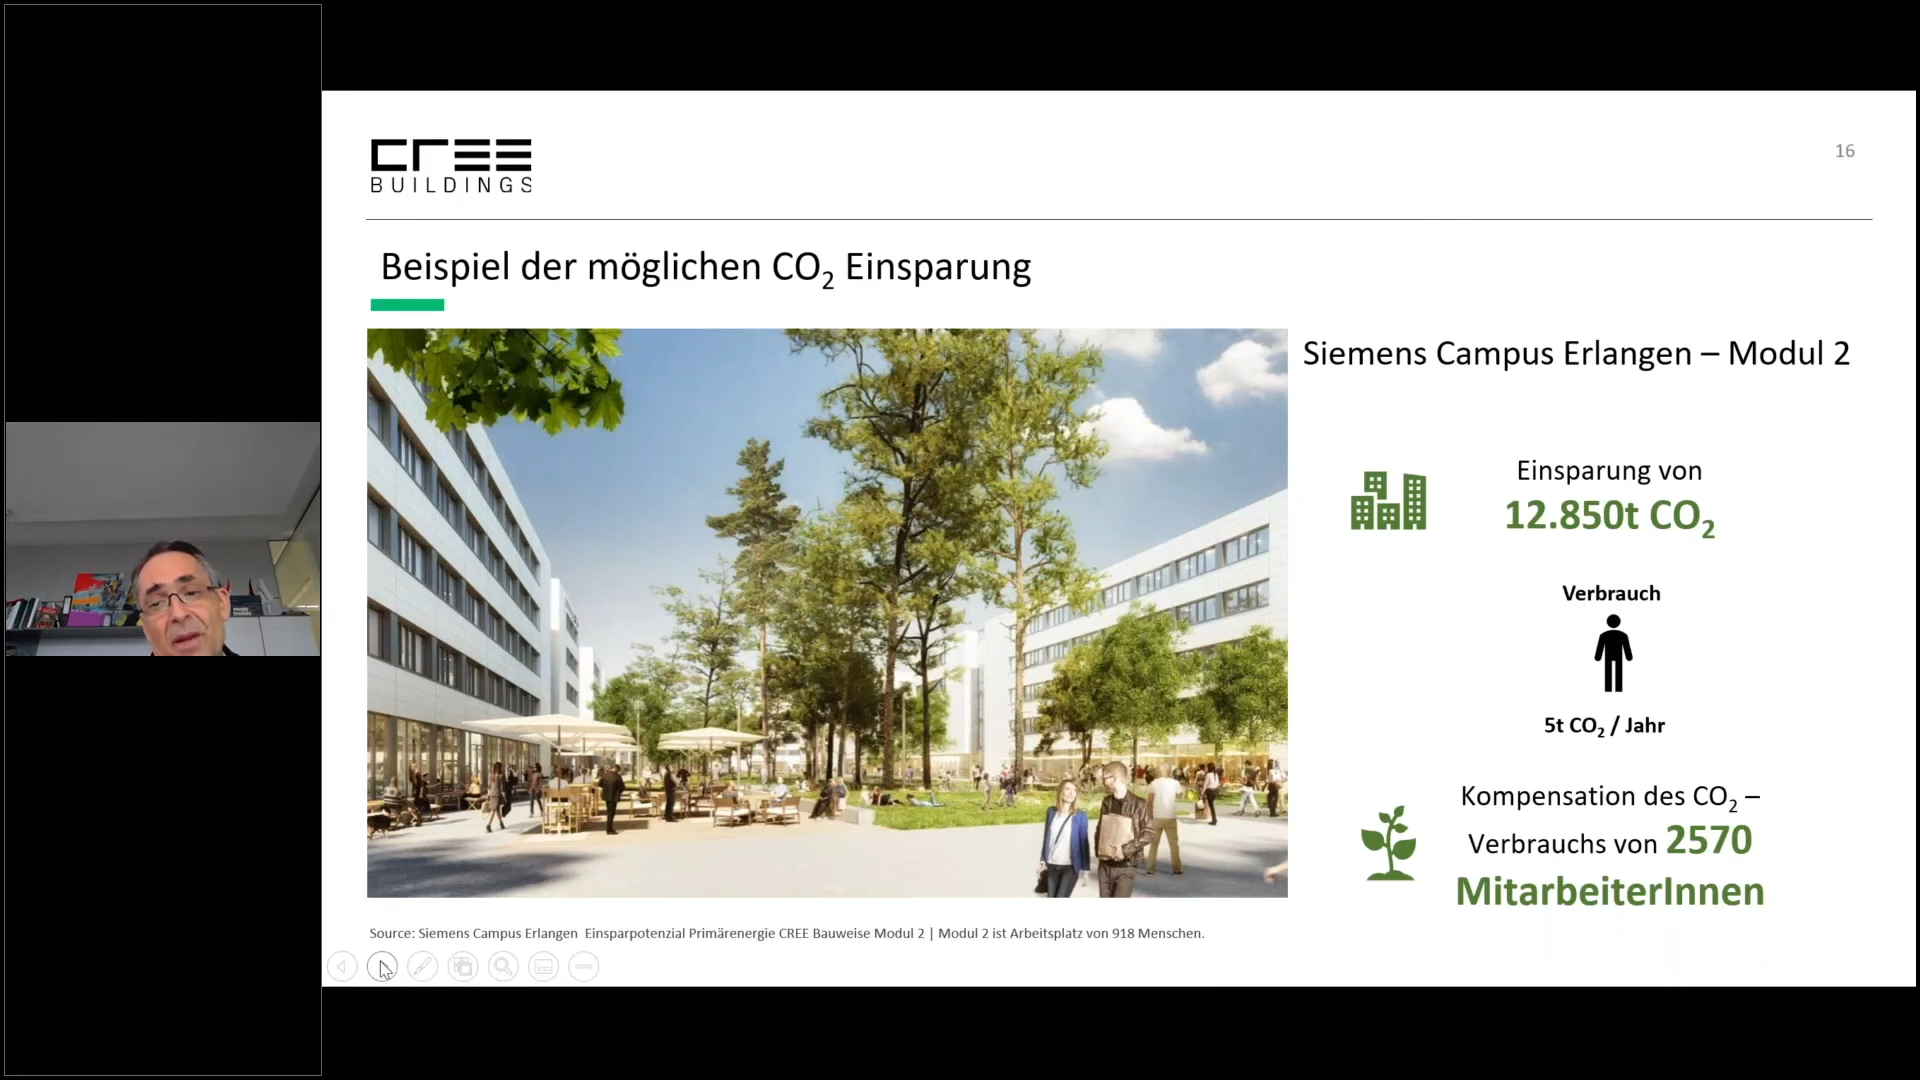 cree
BUILDINGS
16
Beispiel der möglichen CO₂ Einsparung
Siemens Campus Erlangen – Modul 2
Einsparung von
12.850t CO₂
Verbrauch
5t CO₂ / Jahr
Kompensation des CO₂ –
Verbrauchs von 2570
MitarbeiterInnen
Source: Siemens Campus Erlangen Einsparpotenzial Primärenergie CREE Bauweise Modul 2 | Modul 2 ist Arbeitsplatz von 918 Menschen.